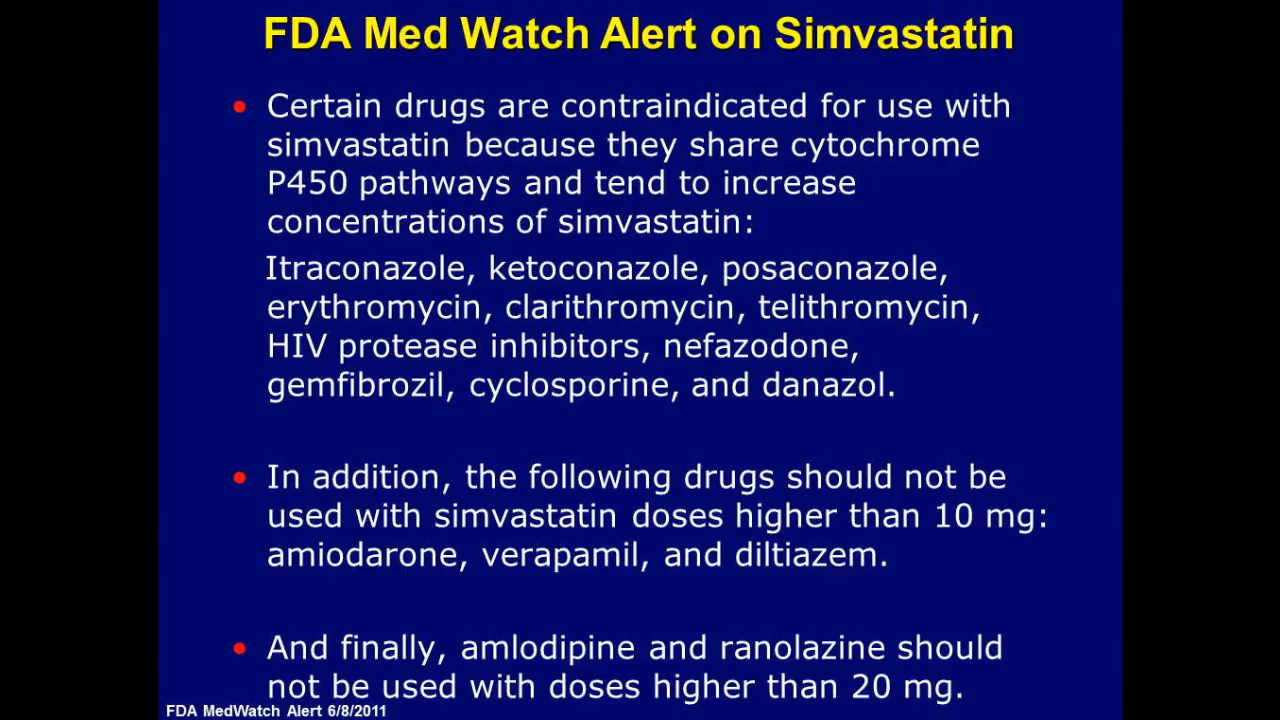 FDA Med Watch Alert on Simvastatin
• Certain drugs are contraindicated for use with
simvastatin because they share cytochrome
P450 pathways and tend to increase
concentrations of simvastatin:
Itraconazole, ketoconazole, posaconazole,
erythromycin, clarithromycin, telithromycin,
HIV protease inhibitors, nefazodone,
gemfibrozil, cyclosporine, and danazol.
• In addition, the following drugs should not be
used with simvastatin doses higher than 10 mg:
amiodarone, verapamil, and diltiazem.
• And finally, amlodipine and ranolazine should
not be used with doses higher than 20 mg.
FDA MedWatch Alert 6/8/2011